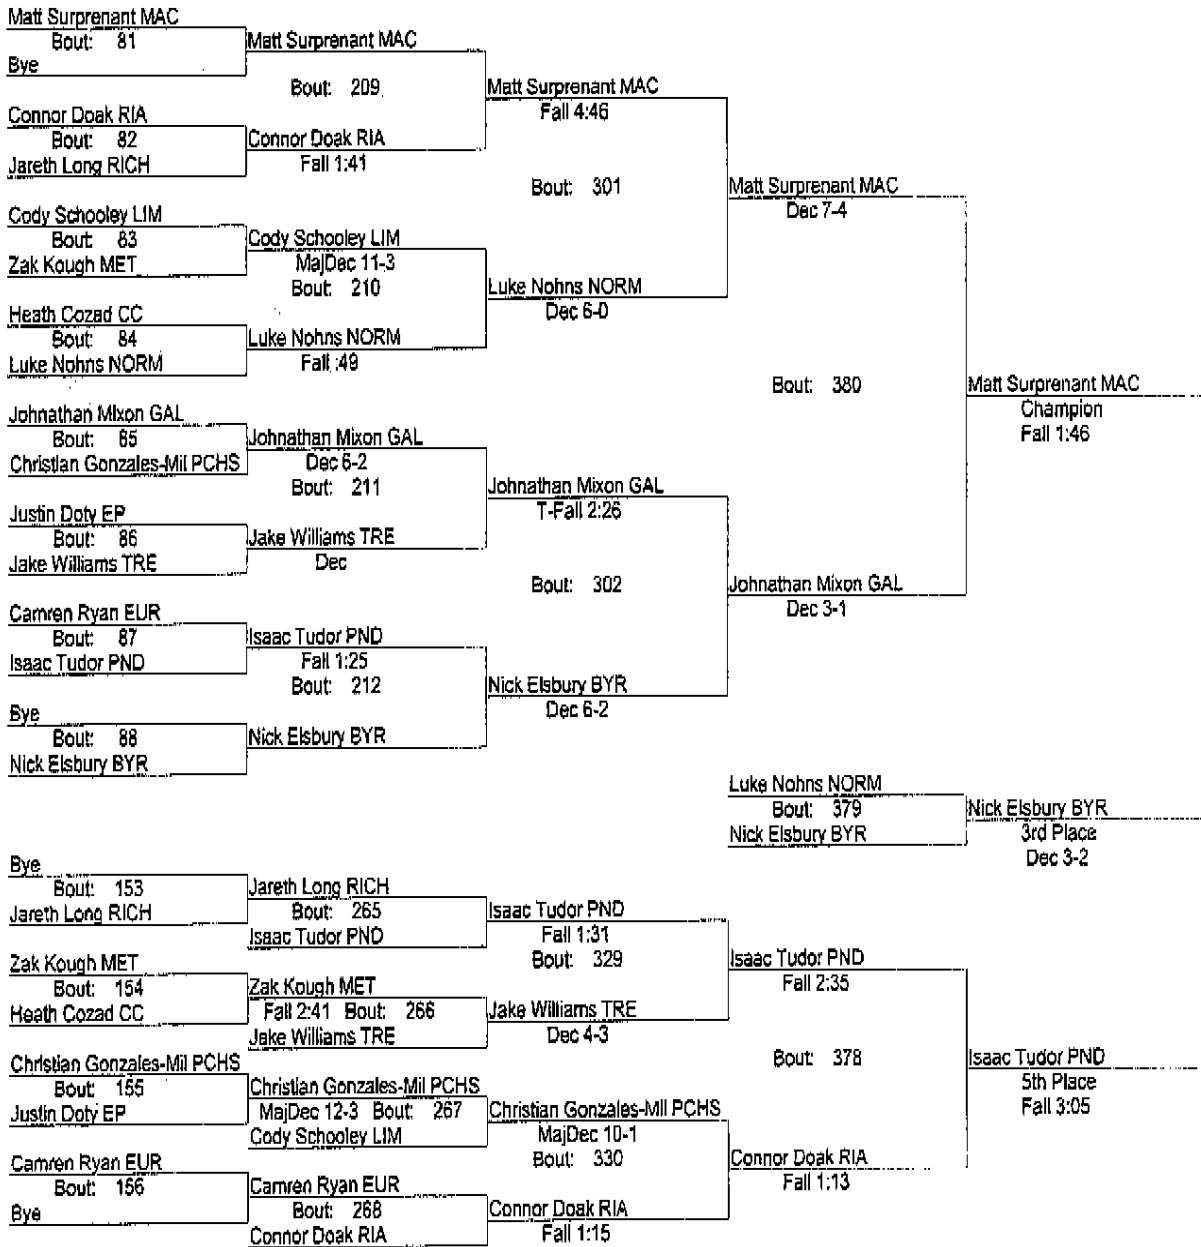 Matt Surprenant MAC
Bout: 81
Bye
Matt Surprenant MAC
Bout: 209
Connor Doak RIA
Bout: 82
Jareth Long RICH
Connor Doak RIA
Fall 1:41
Matt Surprenant MAC
Fall 4:46
Bout: 301
Cody Schooley LIM
Bout: 83
Zak Kough MET
Cody Schooley LIM
MajDec 11-3
Bout: 210
Heath Cozad CC
Bout: 84
Luke Nohns NORM
Luke Nohns NORM
Fall :49
Luke Nohns NORM
Dec 6-0
Matt Surprenant MAC
Dec 7-4
Bout: 380
Matt Surprenant MAC
Champion
Fall 1:46
Johnathan Mixon GAL
Bout: 85
Christian Gonzales-Mil PCHS
Johnathan Mixon GAL
Dec 6-2
Bout: 211
Justin Doty EP
Bout: 86
Jake Williams TRE
Jake Williams TRE
Dec
Johnathan Mixon GAL
T-Fall 2:26
Bout: 302
Camren Ryan EUR
Bout: 87
Isaac Tudor PND
Isaac Tudor PND
Fall 1:25
Bout: 212
Bye
Bout: 88
Nick Elsbury BYR
Nick Elsbury BYR
Nick Elsbury BYR
Dec 6-2
Johnathan Mixon GAL
Dec 3-1
Luke Nohns NORM
Bout: 379
Nick Elsbury BYR
Nick Elsbury BYR
3rd Place
Dec 3-2
Bye
Bout: 153
Jareth Long RICH
Jareth Long RICH
Bout: 265
Isaac Tudor PND
Isaac Tudor PND
Fall 1:31
Bout: 329
Zak Kough MET
Bout: 154
Heath Cozad CC
Zak Kough MET
Fall 2:41 Bout: 266
Jake Williams TRE
Jake Williams TRE
Dec 4-3
Isaac Tudor PND
Fall 2:35
Bout: 378
Isaac Tudor PND
5th Place
Fall 3:05
Christian Gonzales-Mil PCHS
Bout: 155
Justin Doty EP
Christian Gonzales-Mil PCHS
MajDec 12-3 Bout: 267
Cody Schooley LIM
Christian Gonzales-Mil PCHS
MajDec 10-1
Bout: 330
Camren Ryan EUR
Bout: 156
Bye
Camren Ryan EUR
Bout: 268
Connor Doak RIA
Connor Doak RIA
Fall 1:15
Connor Doak RIA
Fall 1:13